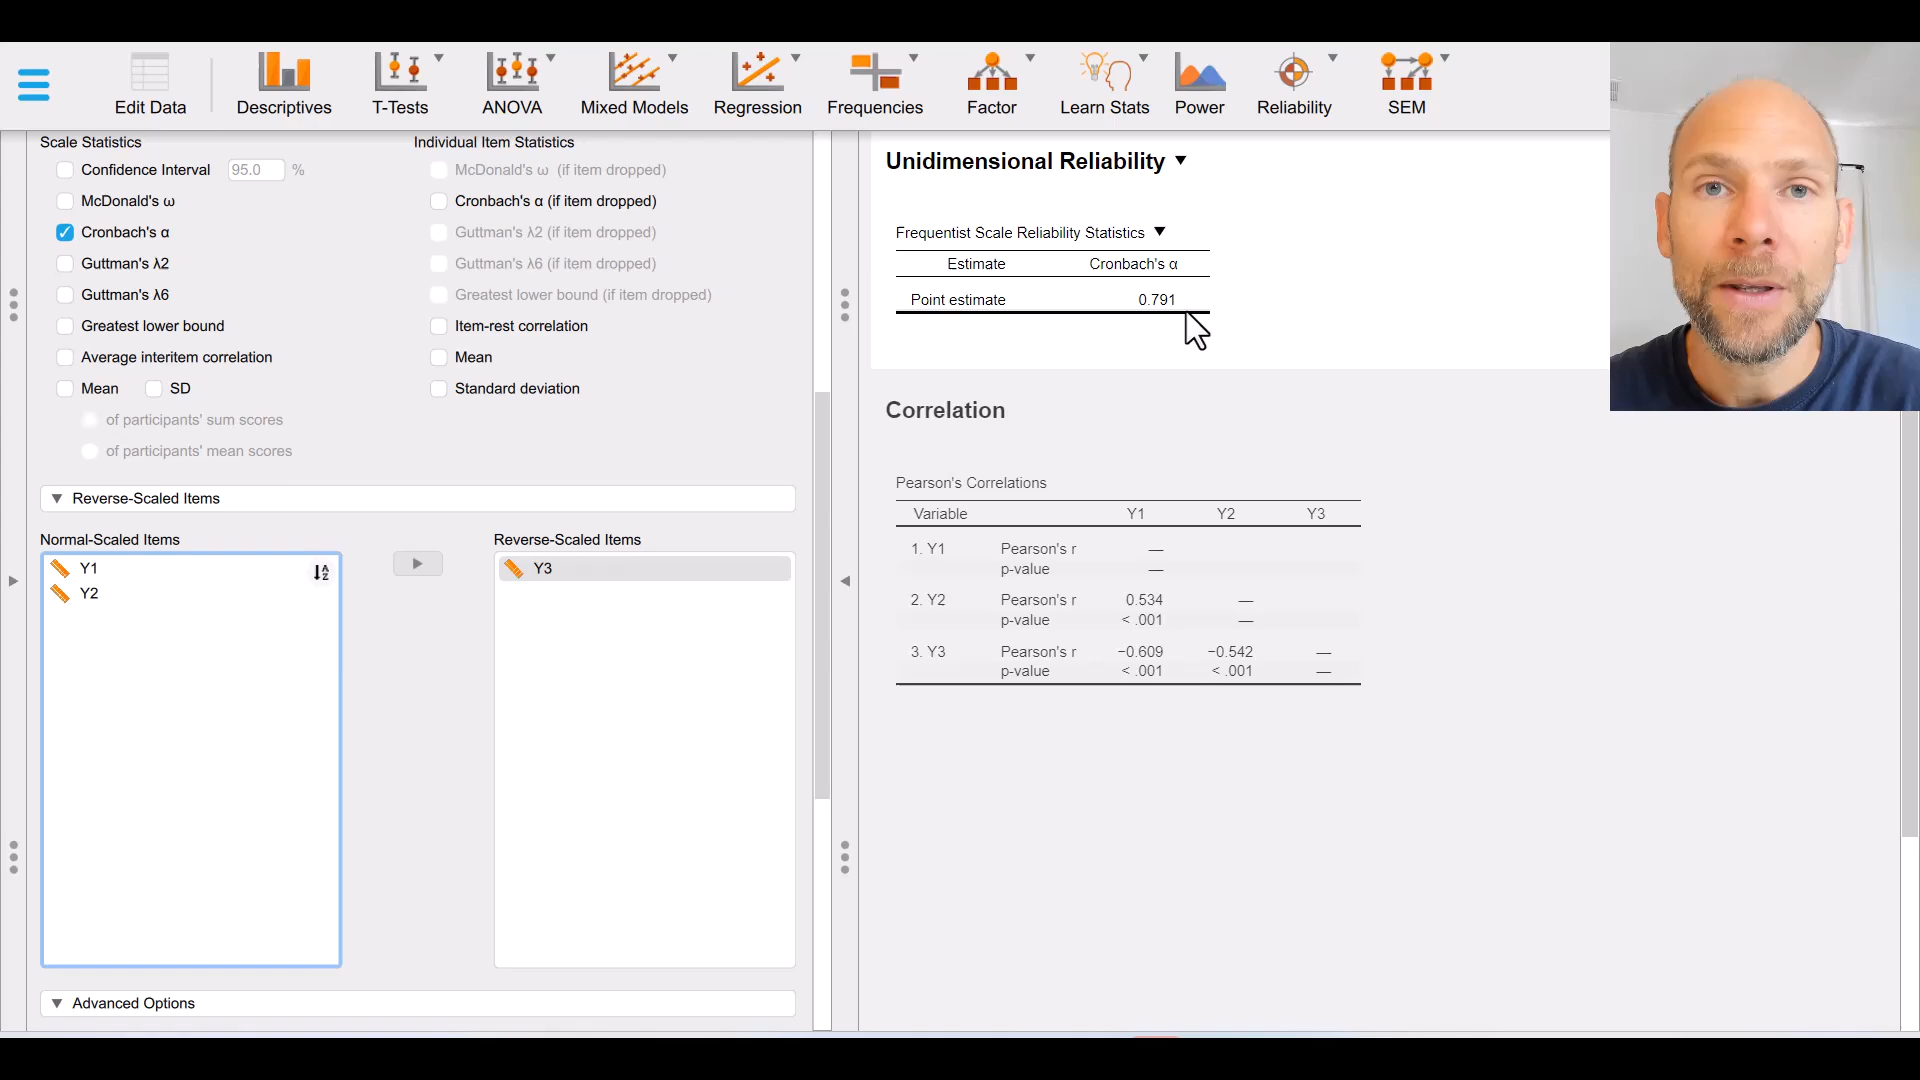 Edit Data
Descriptives
T-Tests
ANOVA
Mixed Models
Regression
Frequencies
Factor
Learn Stats
Power
Reliability
SEM
Scale Statistics
Confidence Interval 95.0 %
McDonald's ω
Cronbach's α
Guttman's λ2
Guttman's λ6
Greatest lower bound
Average interitem correlation
Mean SD
of participants' sum scores
of participants' mean scores
Individual Item Statistics
McDonald's ω (if item dropped)
Cronbach's α (if item dropped)
Guttman's λ2 (if item dropped)
Guttman's λ6 (if item dropped)
Greatest lower bound (if item dropped)
Item-rest correlation
Mean
Standard deviation
Reverse-Scaled Items
Normal-Scaled Items
Y1
Y2
Reverse-Scaled Items
Y3
Advanced Options
Unidimensional Reliability
Frequentist Scale Reliability Statistics
Estimate Cronbach's α
Point estimate 0.791
Correlation
Pearson's Correlations
Variable Y1 Y2 Y3
1. Y1 Pearson's r —
p-value —
2. Y2 Pearson's r 0.534 —
p-value < .001 —
3. Y3 Pearson's r −0.609 −0.542 —
p-value < .001 < .001 —